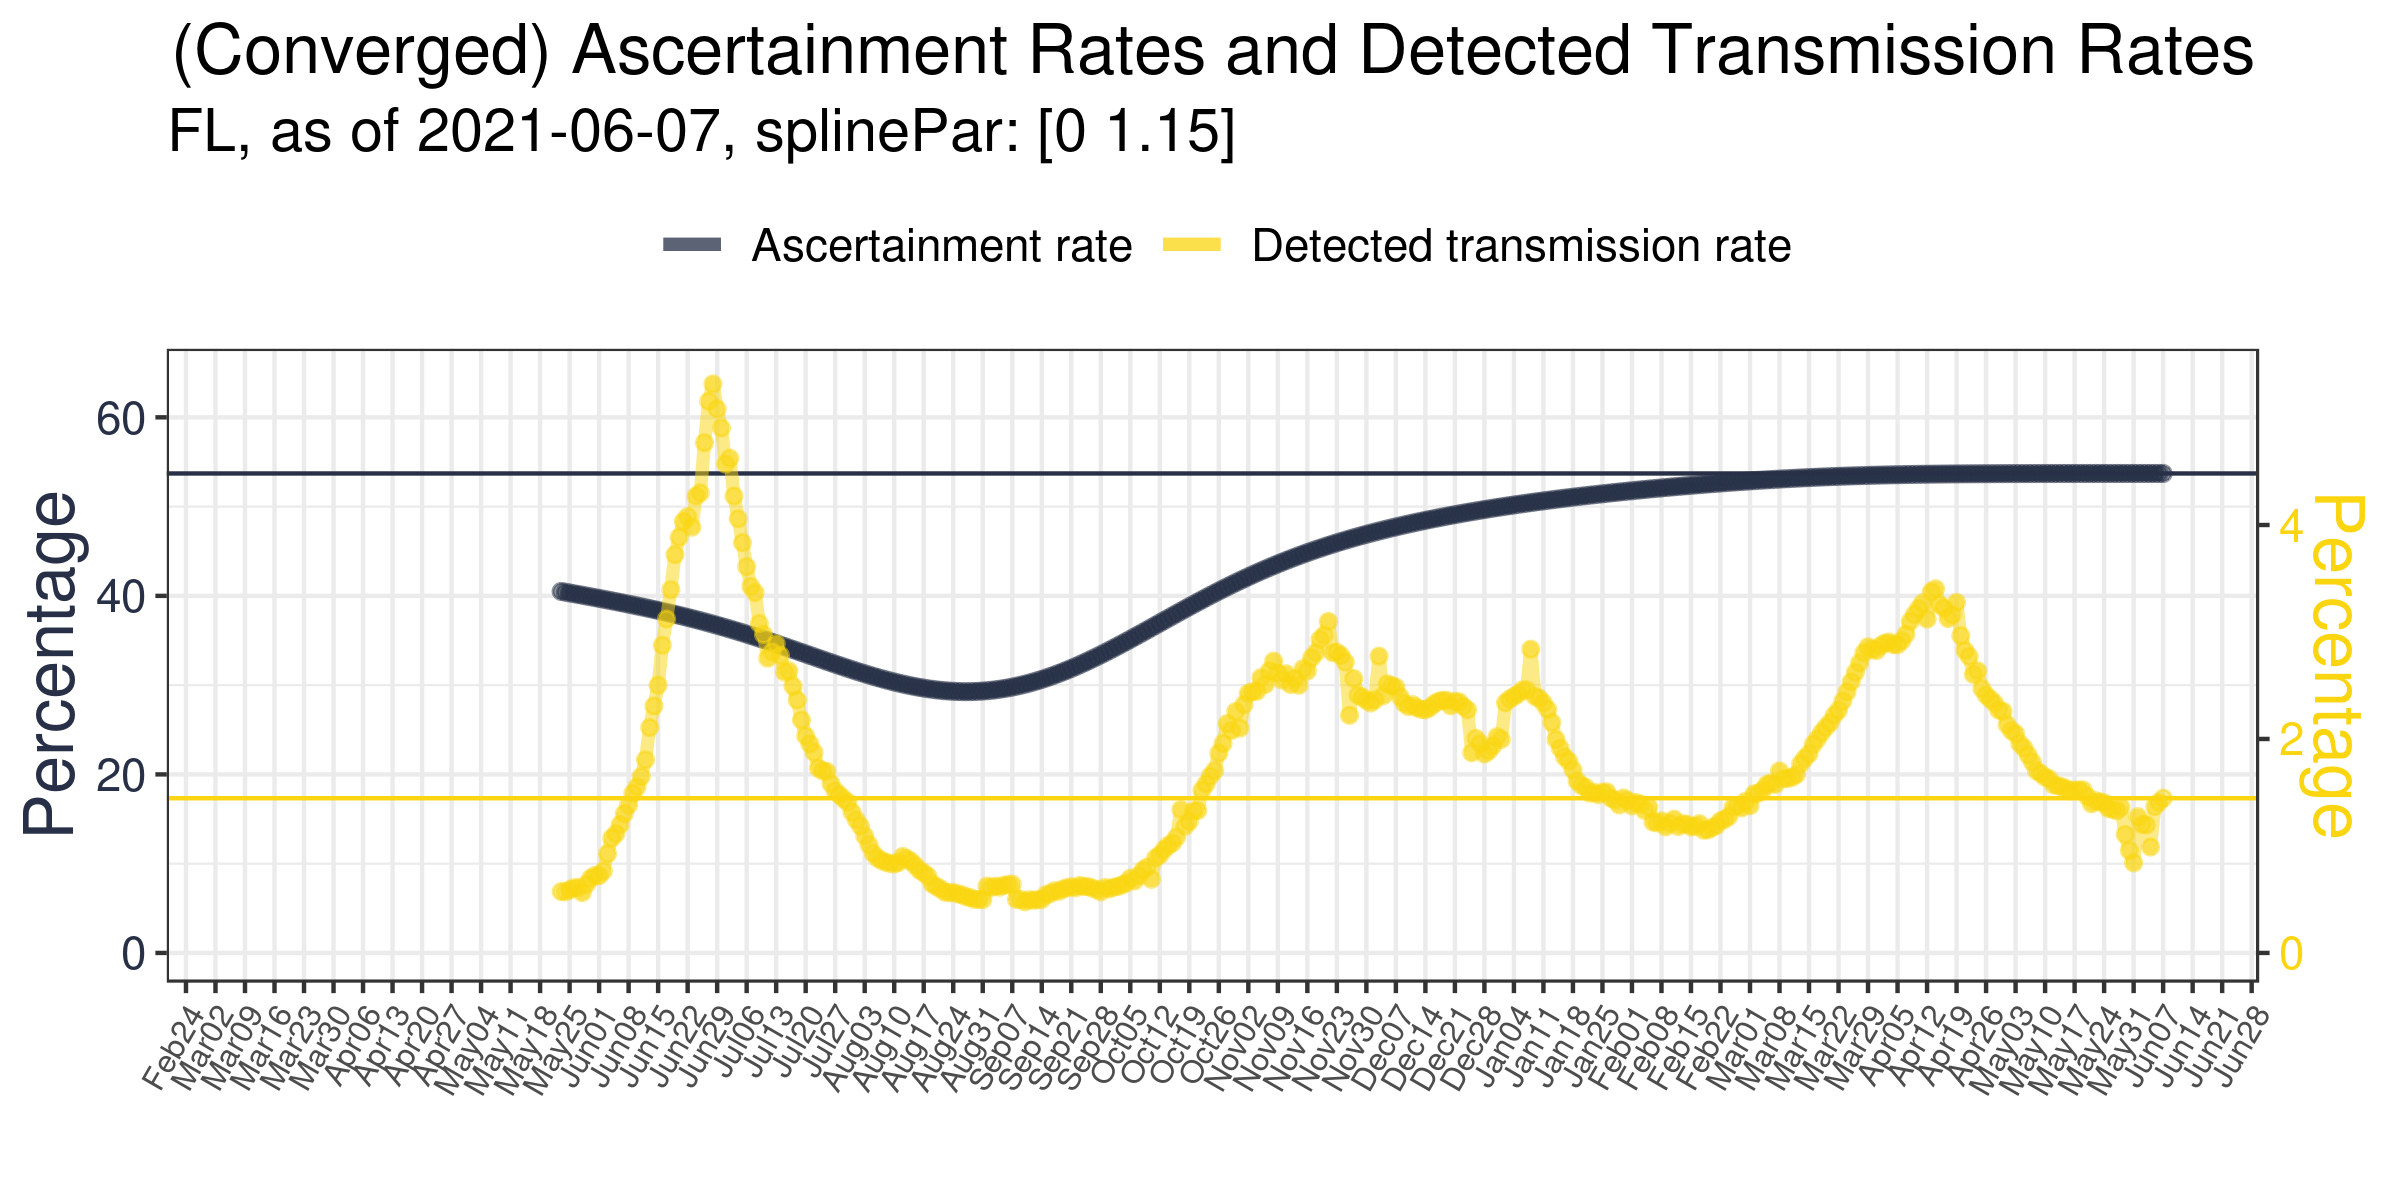 (Converged) Ascertainment Rates and Detected Transmission Rates
FL, as of 2021-06-07, splinePar: [0 1.15]
Ascertainment rate
Detected transmission rate
Percentage
60
40
20
0
4
2
0
Percentage
Feb24
Mar02
Mar09
Mar16
Mar23
Mar30
Apr06
Apr13
Apr20
Apr27
May04
May11
May18
May25
Jun01
Jun08
Jun15
Jun22
Jun29
Jul06
Jul13
Jul20
Jul27
Aug03
Aug10
Aug17
Aug24
Aug31
Sep07
Sep14
Sep21
Sep28
Oct05
Oct12
Oct19
Oct26
Nov02
Nov09
Nov16
Nov23
Nov30
Dec07
Dec14
Dec21
Dec28
Jan04
Jan11
Jan18
Jan25
Feb01
Feb08
Feb15
Feb22
Mar01
Mar08
Mar15
Mar22
Mar29
Apr05
Apr12
Apr19
Apr26
May03
May10
May17
May24
May31
Jun07
Jun14
Jun21
Jun28